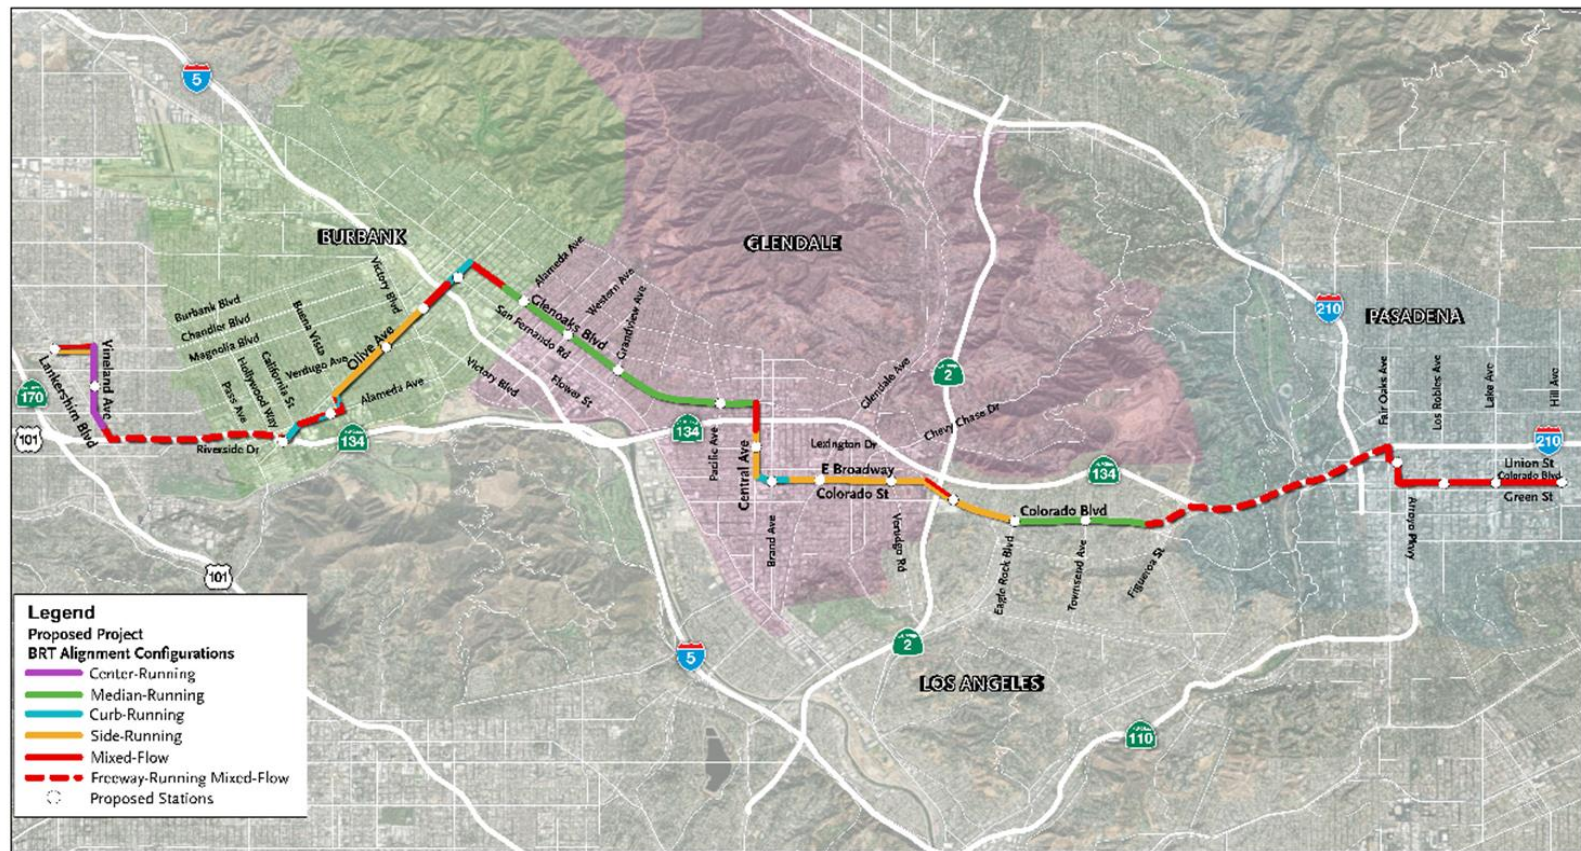 5
BURBANK
GLENDALE
PASADENA
210
Burbank Blvd
Chandler Blvd
Magnolia Blvd
Victory Blvd
Buena Vista
California St
Hollywood Way
Pass Ave
Verdugo Ave
Olive Ave
Alameda Ave
Alameda Ave
Western Ave
Grandview Ave
Glenoaks Blvd
San Fernando Rd
Victory Blvd
Flower St
Vineland Ave
Lankershim Blvd
170
101
Riverside Dr
134
134
Pacific Ave
Central Ave
Glendale Ave
Chevy Chase Dr
Lexington Dr
2
E Broadway
Colorado St
134
Brand Ave
Verudgo Rd
Colorado Blvd
Eagle Rock Blvd
Townsend Ave
Figueroa St
Fair Oaks Ave
Los Robles Ave
Lake Ave
Hill Ave
210
Union St
Colorado Blvd
Green St
Arroyo Pkwy
101
5
2
LOS ANGELES
110
Legend
Proposed Project
BRT Alignment Configurations
Center-Running
Median-Running
Curb-Running
Side-Running
Mixed-Flow
Freeway-Running Mixed-Flow
Proposed Stations